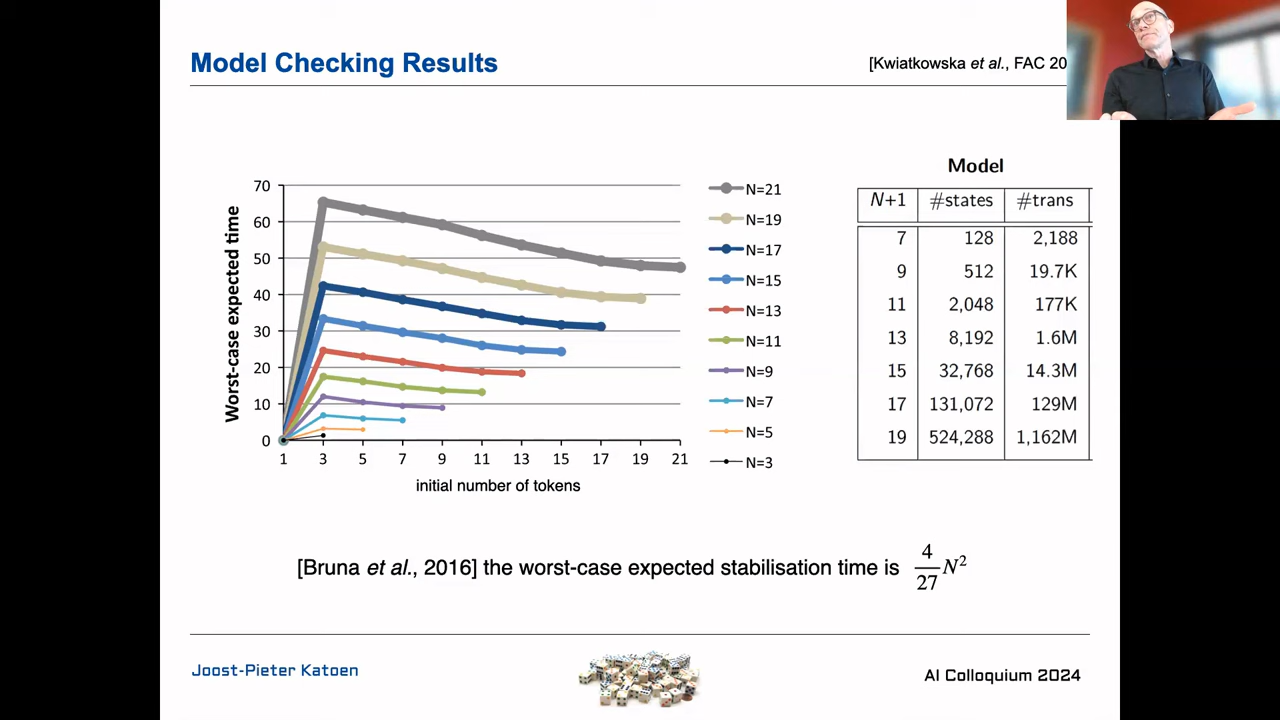 Model Checking Results
[Kwiatkowska et al., FAC 20
Model
N+1 #states #trans
7 128 2,188
9 512 19.7K
11 2,048 177K
13 8,192 1.6M
15 32,768 14.3M
17 131,072 129M
19 524,288 1,162M
Worst-case expected time
70
60
50
40
30
20
10
0
1 3 5 7 9 11 13 15 17 19 21
initial number of tokens
N=21
N=19
N=17
N=15
N=13
N=11
N=9
N=7
N=5
N=3
[Bruna et al., 2016] the worst-case expected stabilisation time is 4/27 N²
Joost-Pieter Katoen
AI Colloquium 2024